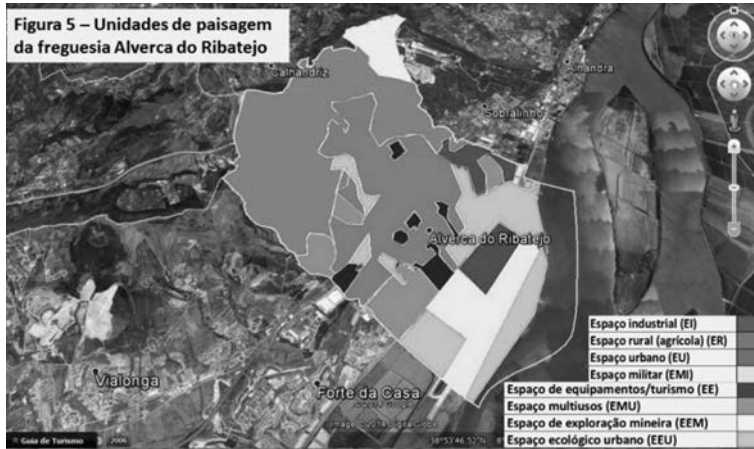 Figura 5 – Unidades de paisagem
da freguesia Alverca do Ribatejo
Calhandriz
Alhandra
Sobralinho
Alverca do Ribatejo
Vialonga
Forte da Casa
Espaço industrial (EI)
Espaço rural (agrícola) (ER)
Espaço urbano (EU)
Espaço militar (EMI)
Espaço de equipamentos/turismo (EE)
Espaço multiusos (EMU)
Espaço de exploração mineira (EEM)
Espaço ecológico urbano (EEU)
Guia de Turismo
2006
38°53'46.52"N